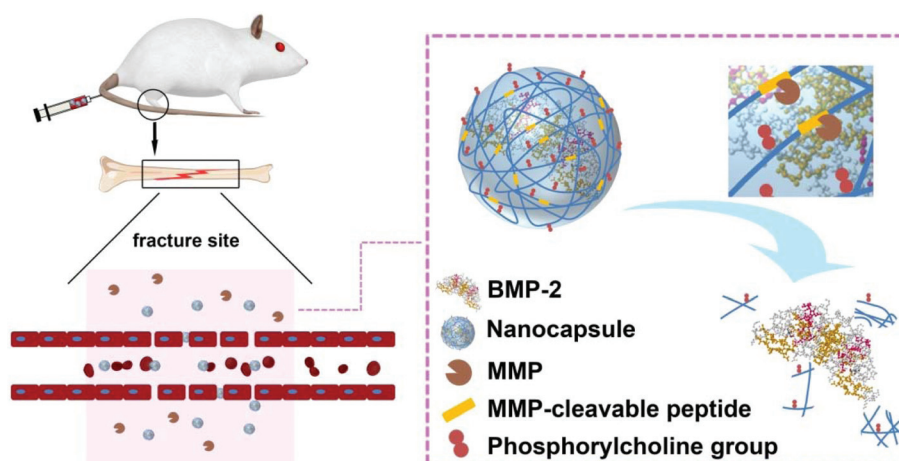 fracture site
BMP-2
Nanocapsule
MMP
MMP-cleavable peptide
Phosphorylcholine group